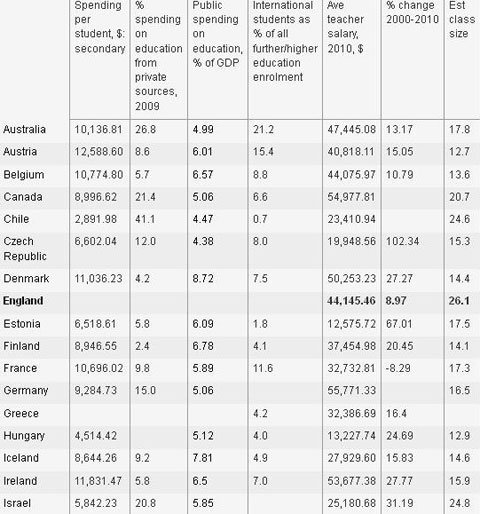 Spending per student, $: secondary % spending on education from private sources, 2009 Public spending on education, % of GDP International students as % of all further/higher education enrolment Ave teacher salary, 2010, $ % change 2000-2010 Est class size
Australia 10,136.81 26.8 4.99 21.2 47,445.08 13.17 17.8
Austria 12,588.60 8.6 6.01 15.4 40,818.11 15.05 12.7
Belgium 10,774.80 5.7 6.57 8.8 44,075.97 10.79 13.6
Canada 8,996.62 21.4 5.06 6.6 54,977.81 20.7
Chile 2,891.98 41.1 4.47 0.7 23,410.94 24.6
Czech Republic 6,602.04 12.0 4.38 8.0 19,948.56 102.34 15.3
Denmark 11,036.23 4.2 8.72 7.5 50,253.23 27.27 14.4
England 44,145.46 8.97 26.1
Estonia 6,518.61 5.8 6.09 1.8 12,575.72 67.01 17.5
Finland 8,946.55 2.4 6.78 4.1 37,454.98 20.45 14.1
France 10,696.02 9.8 5.89 11.6 32,732.81 -8.29 17.3
Germany 9,284.73 15.0 5.06 55,771.33 16.5
Greece 4.2 32,386.69 16.4
Hungary 4,514.42 5.12 4.0 13,227.74 24.69 12.9
Iceland 8,644.26 9.2 7.81 4.9 27,929.60 15.83 14.6
Ireland 11,831.47 5.8 6.5 7.0 53,677.38 27.77 15.9
Israel 5,842.23 20.8 5.85 25,180.68 31.19 24.8